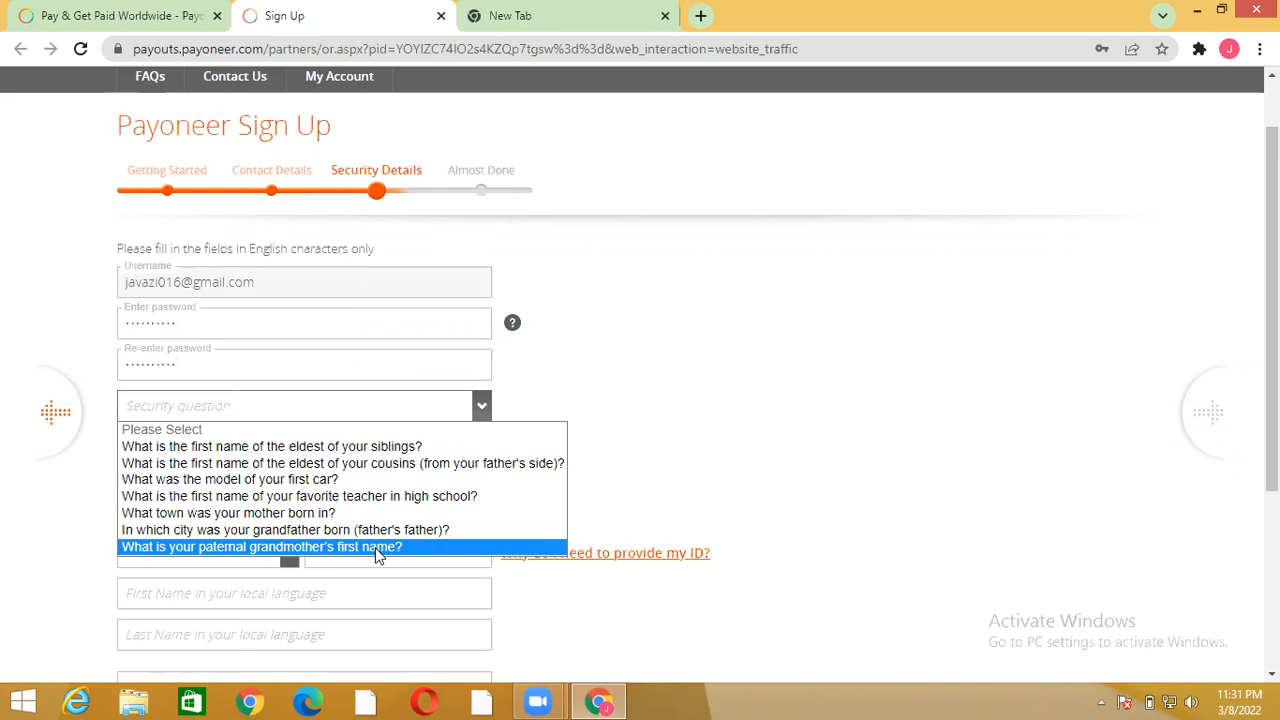 Pay & Get Paid Worldwide - Payo
Sign Up
New Tab
payouts.payoneer.com/partners/or.aspx?pid=YOYIZC74IO2s4KZQp7tgsw%3d%3d&web_interaction=website_traffic
J
FAQs Contact Us My Account
Payoneer Sign Up
Getting Started Contact Details Security Details Almost Done
Please fill in the fields in English characters only
Username
javazi016@gmail.com
Enter password
..........
?
Re-enter password
..........
Security question
Please Select
What is the first name of the eldest of your siblings?
What is the first name of the eldest of your cousins (from your father's side)?
What was the model of your first car?
What is the first name of your favorite teacher in high school?
What town was your mother born in?
In which city was your grandfather born (father's father)?
What is your paternal grandmother's first name?
need to provide my ID?
First Name in your local language
Last Name in your local language
Activate Windows
Go to PC settings to activate Windows.
11:31 PM
3/8/2022